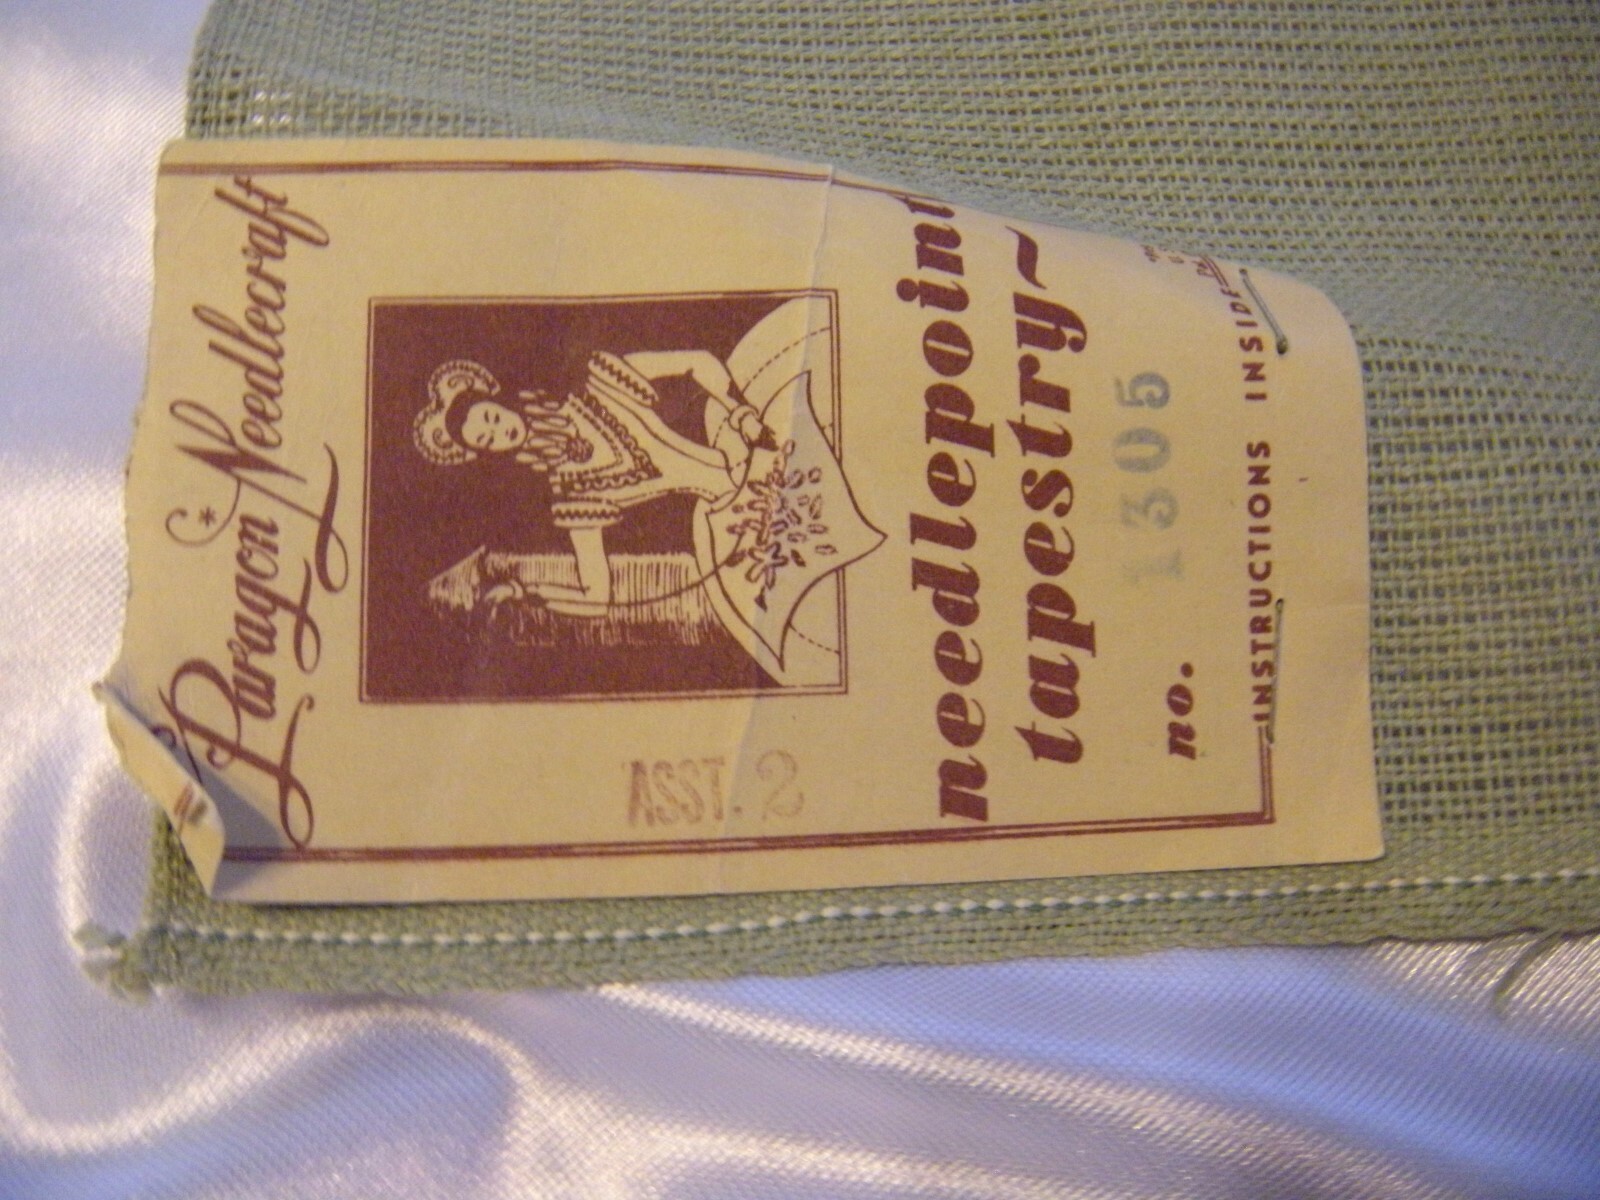 Paragon Needlecraft
ASST. 2
needlepoint
tapestry
no. 1305
INSTRUCTIONS INSIDE